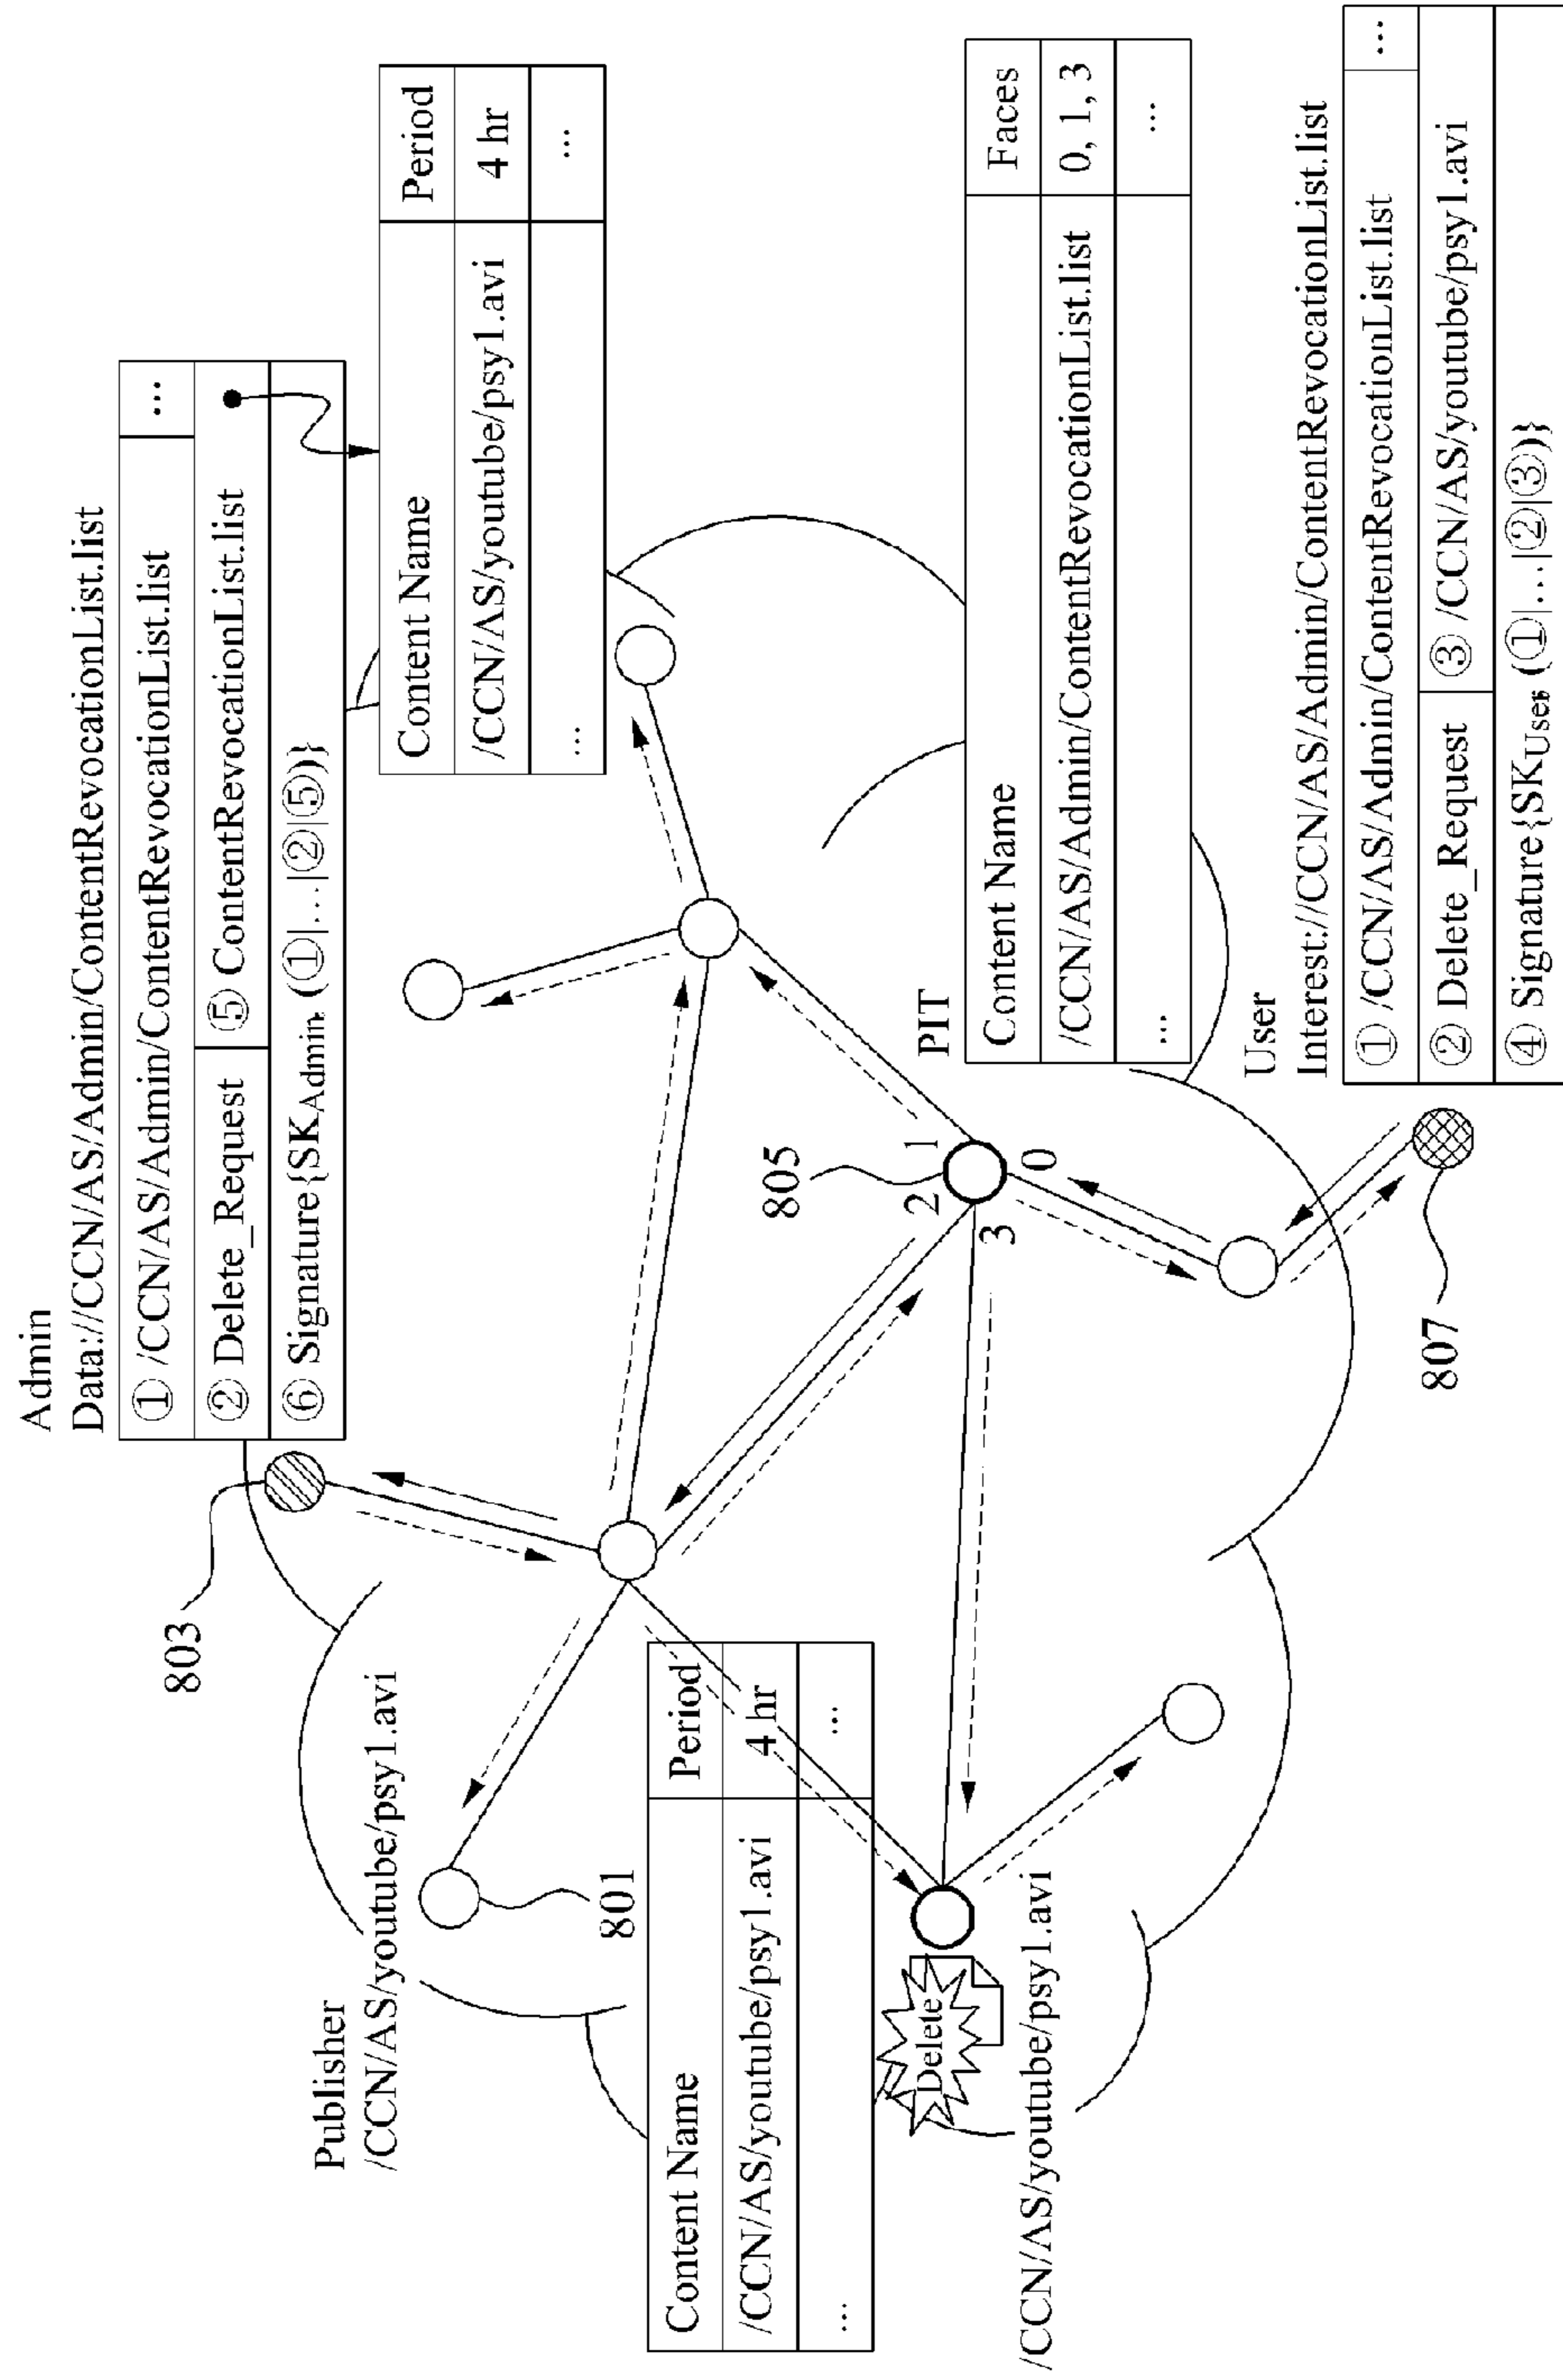 Admin
Data://CCN/AS/Admin/ContentRevocationList.list
① /CCN/AS/Admin/ContentRevocationList.list ...
② Delete_Request ⑤ ContentRevocationList.list
⑥ Signature{SKAdmin, (①|...|②|⑤)}
803
Content Name Period
/CCN/AS/youtube/psy1.avi 4 hr
... ...
Publisher
/CCN/AS/youtube/psy1.avi
801
Content Name Period
/CCN/AS/youtube/psy1.avi 4 hr
... ...
Delete
/CCN/AS/youtube/psy1.avi
805
2 1
3 0
PIT
Content Name Faces
/CCN/AS/Admin/ContentRevocationList.list 0, 1, 3
... ...
807
User
Interest://CCN/AS/Admin/ContentRevocationList.list
① /CCN/AS/Admin/ContentRevocationList.list ...
② Delete_Request ③ /CCN/AS/youtube/psy1.avi
④ Signature{SKUser, (①|...|②|③)}